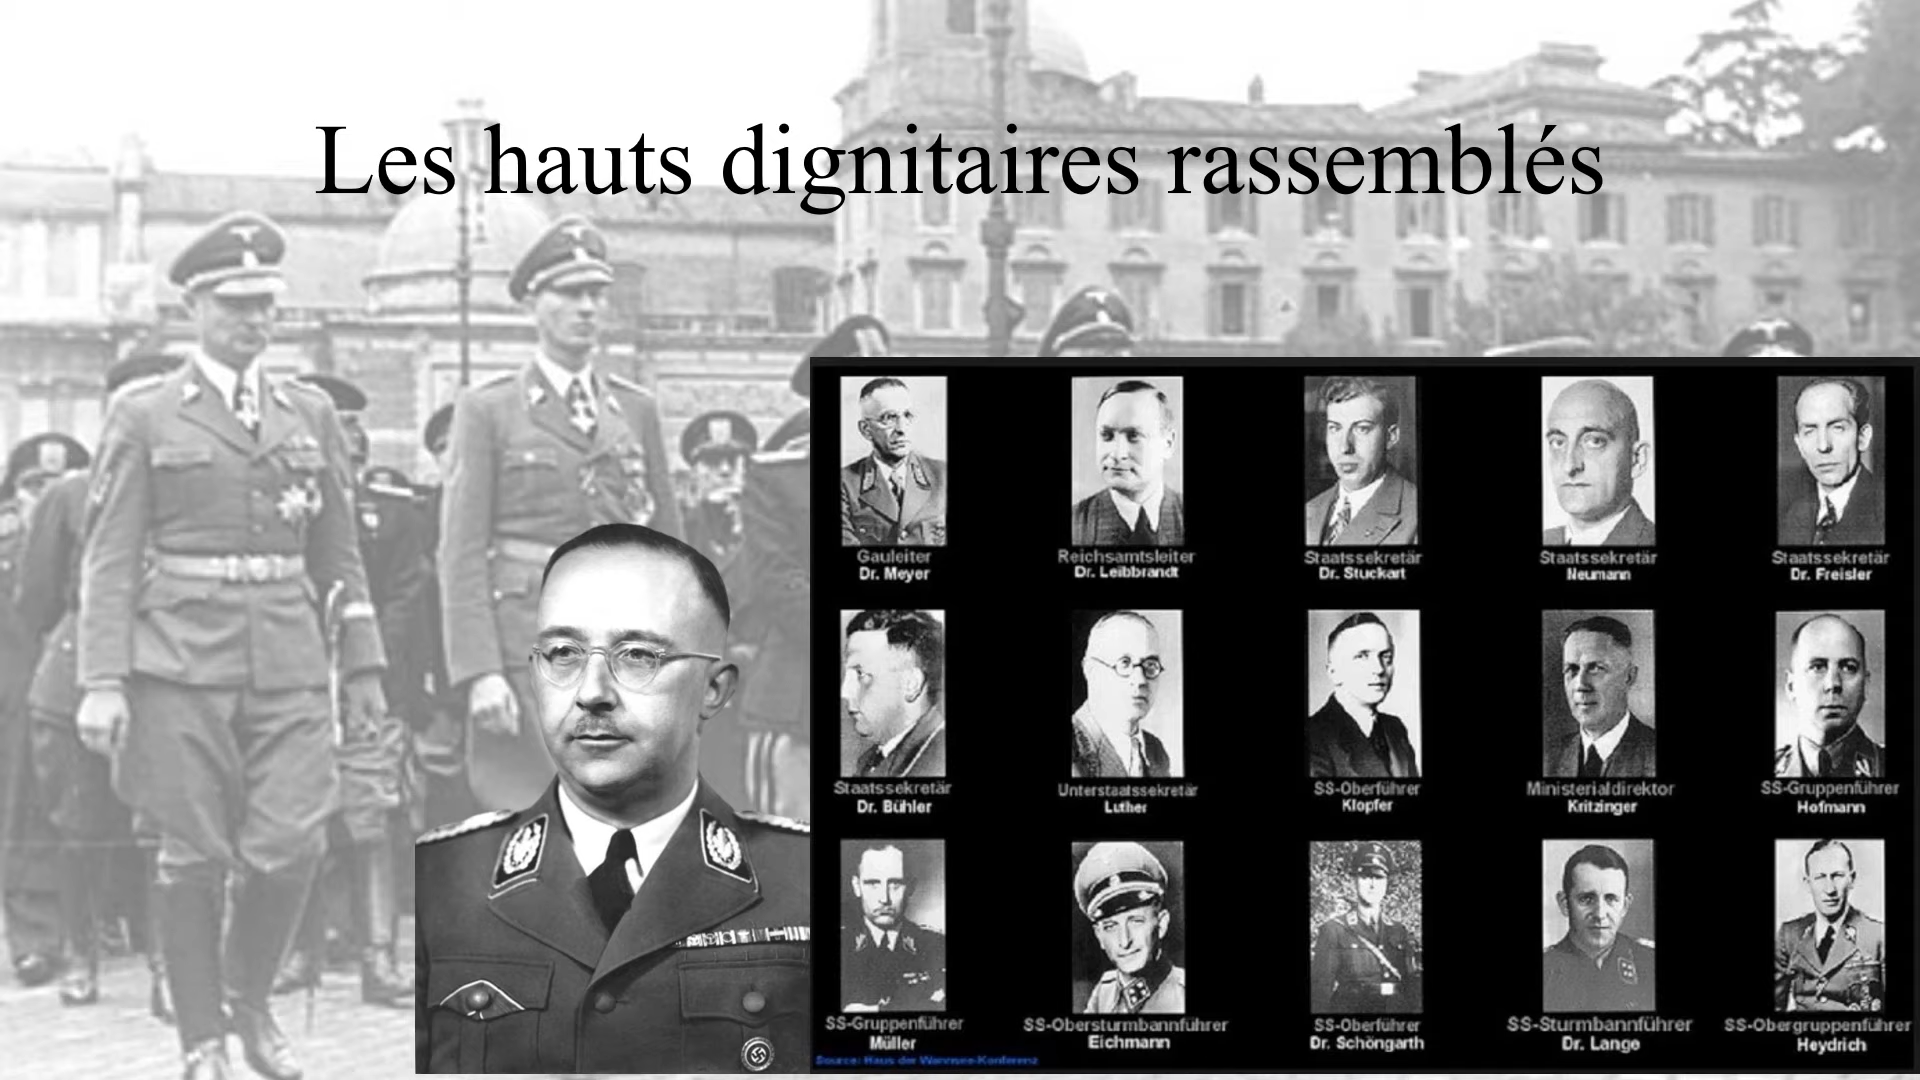 Les hauts dignitaires rassemblés
Gauleiter
Dr. Meyer
Reichsamtsleiter
Dr. Leibbrandt
Staatssekretär
Dr. Stuckart
Staatssekretär
Neumann
Staatssekretär
Dr. Freisler
Staatssekretär
Dr. Bühler
Unterstaatssekretär
Luther
SS-Oberführer
Klopfer
Ministerialdirektor
Kritzinger
SS-Gruppenführer
Hofmann
SS-Gruppenführer
Müller
SS-Obersturmbannführer
Eichmann
SS-Oberführer
Dr. Schöngarth
SS-Sturmbannführer
Dr. Lange
SS-Obergruppenführer
Heydrich
Source: Haus der Wannsee-Konferenz